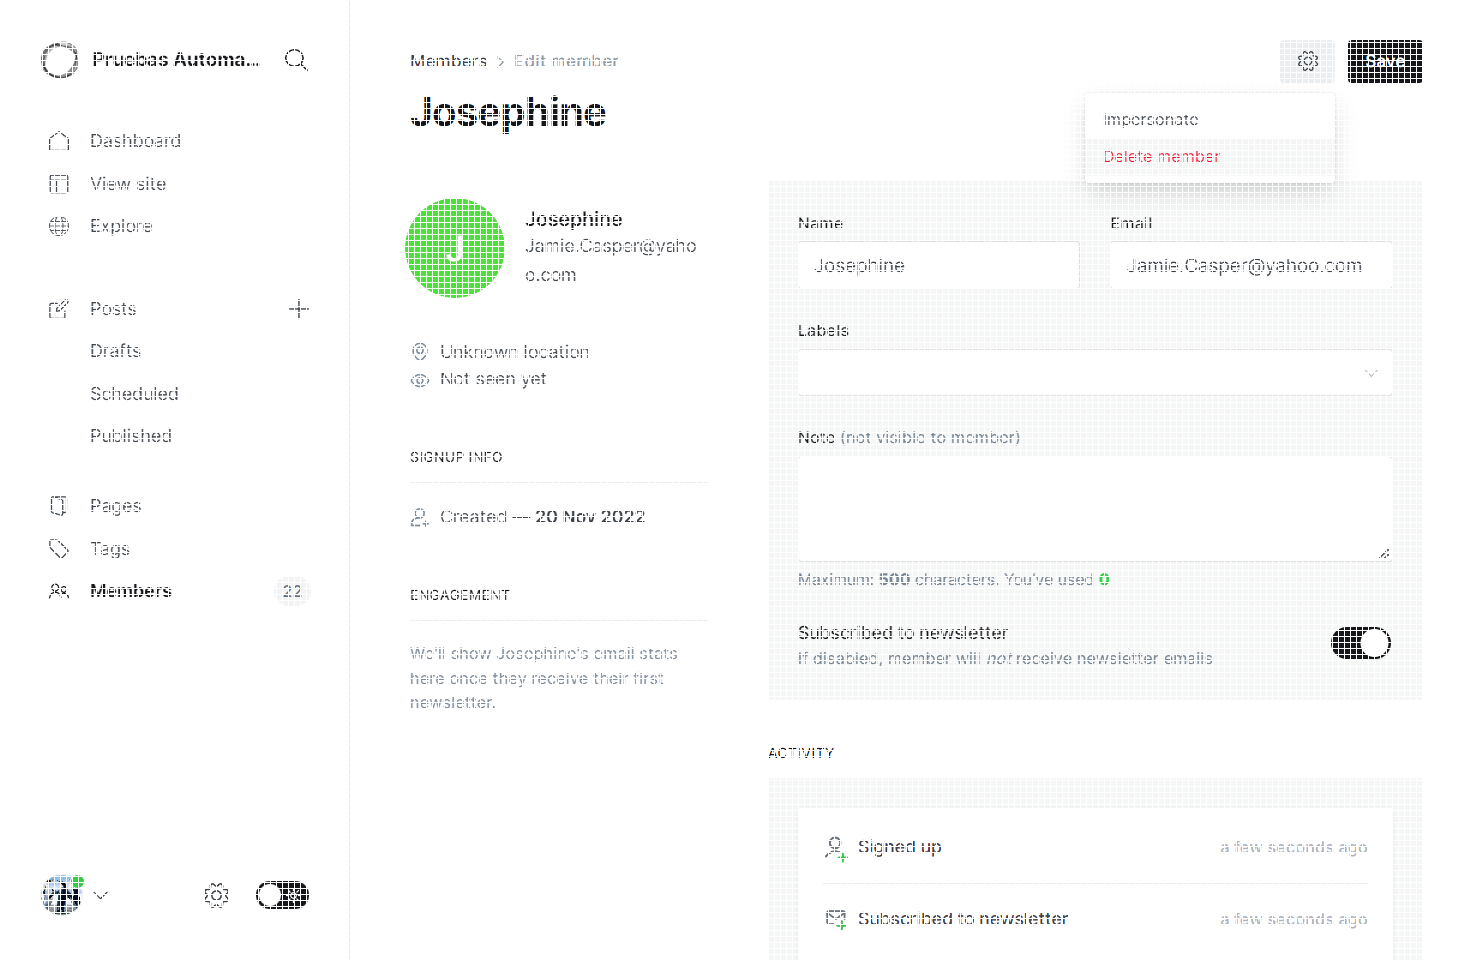 Pruebas Automa...
Dashboard
View site
Explore
Posts
Drafts
Scheduled
Published
Pages
Tags
Members 22
Members > Edit member
Josephine
Save
Impersonate
Delete member
J
Josephine
Jamie.Casper@yaho
o.com
Unknown location
Not seen yet
SIGNUP INFO
Created — 20 Nov 2022
ENGAGEMENT
We'll show Josephine's email stats
here once they receive their first
newsletter.
Name Email
Josephine Jamie.Casper@yahoo.com
Labels
Note (not visible to member)
Maximum: 500 characters. You've used 0
Subscribed to newsletter
If disabled, member will not receive newsletter emails
ACTIVITY
Signed up a few seconds ago
Subscribed to newsletter a few seconds ago